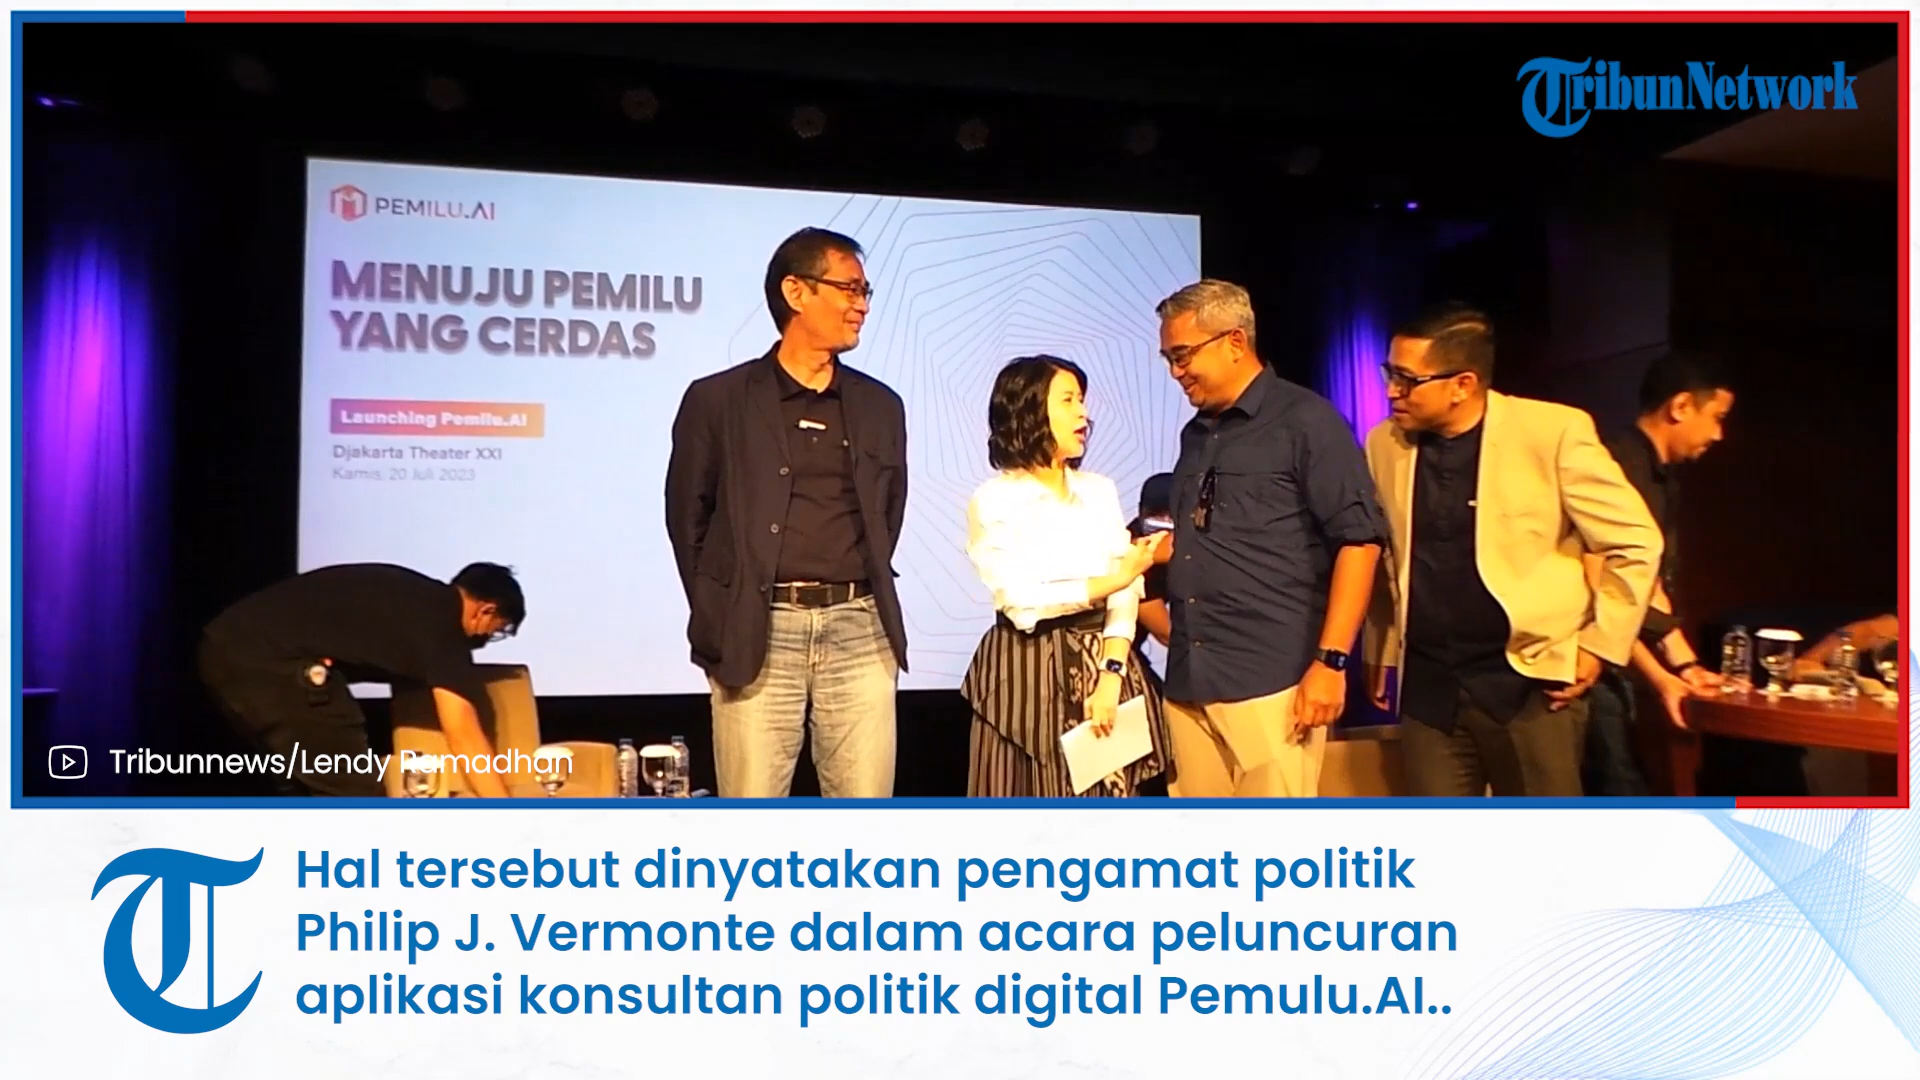 TribunNetwork
PEMILU.AI
MENUJU PEMILU
YANG CERDAS
Launching Pemilu.AI
Djakarta Theater XXI
Kamis, 20 Juli 2023
Tribunnews/Lendy Ramadhan
Hal tersebut dinyatakan pengamat politik
Philip J. Vermonte dalam acara peluncuran
aplikasi konsultan politik digital Pemulu.AI..